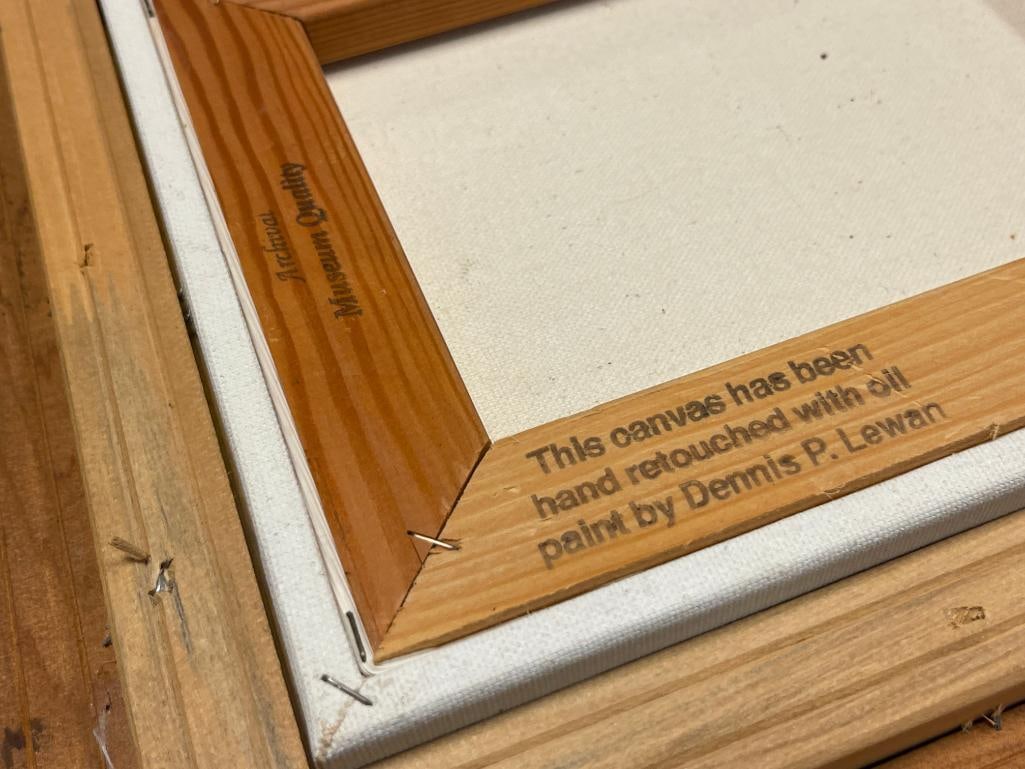 Archival
Museum Quality
This canvas has been
hand retouched with oil
paint by Dennis P. Lewan